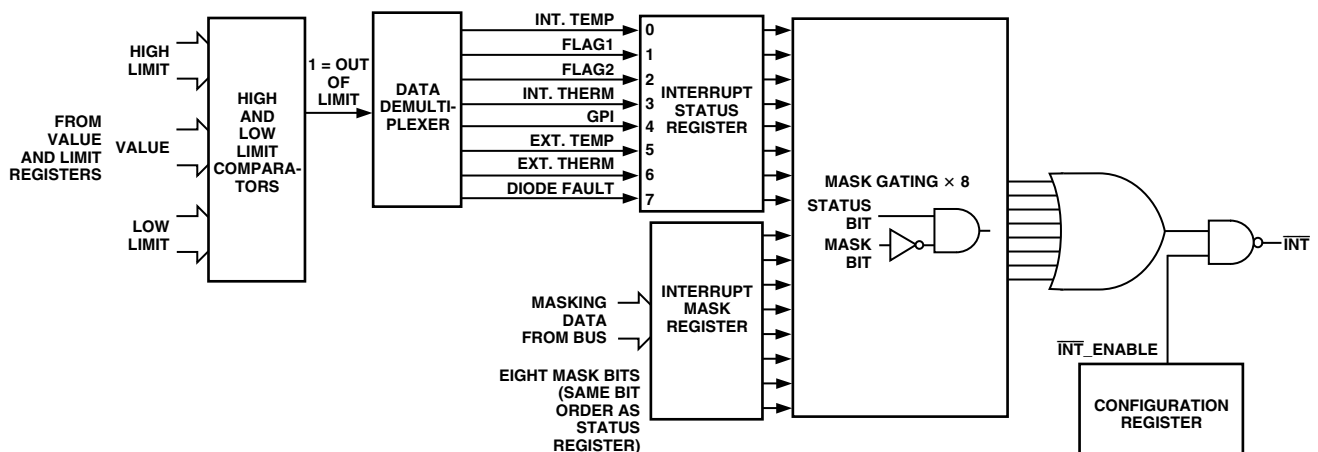 HIGH
LIMIT
FROM
VALUE
AND LIMIT
REGISTERS
VALUE
LOW
LIMIT
HIGH
AND
LOW
LIMIT
COMPARA-
TORS
1 = OUT
OF
LIMIT
DATA
DEMULTI-
PLEXER
INT. TEMP
FLAG1
FLAG2
INT. THERM
GPI
EXT. TEMP
EXT. THERM
DIODE FAULT
0
1
2
3
4
5
6
7
INTERRUPT
STATUS
REGISTER
MASKING
DATA
FROM BUS
EIGHT MASK BITS
(SAME BIT
ORDER AS
STATUS
REGISTER)
INTERRUPT
MASK
REGISTER
MASK GATING × 8
STATUS
BIT
MASK
BIT
I̅N̅T̅
I̅N̅T̅_ENABLE
CONFIGURATION
REGISTER